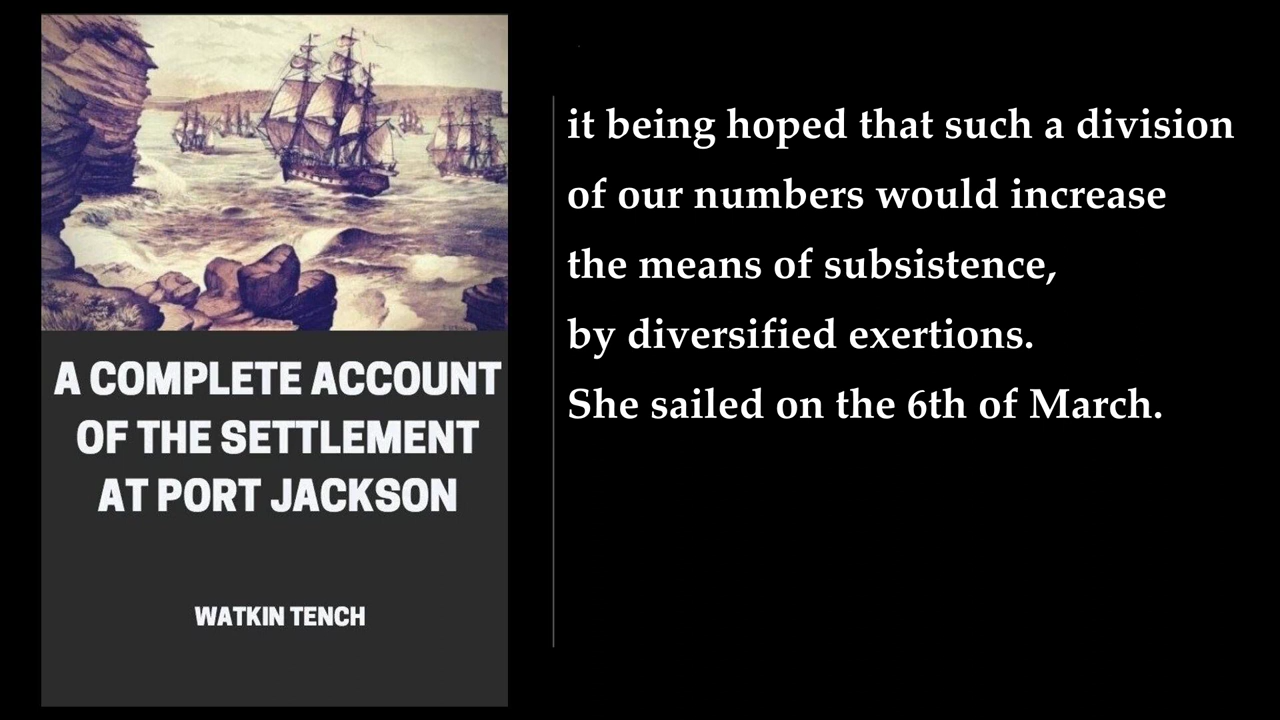 A COMPLETE ACCOUNT
OF THE SETTLEMENT
AT PORT JACKSON
WATKIN TENCH
it being hoped that such a division
of our numbers would increase
the means of subsistence,
by diversified exertions.
She sailed on the 6th of March.